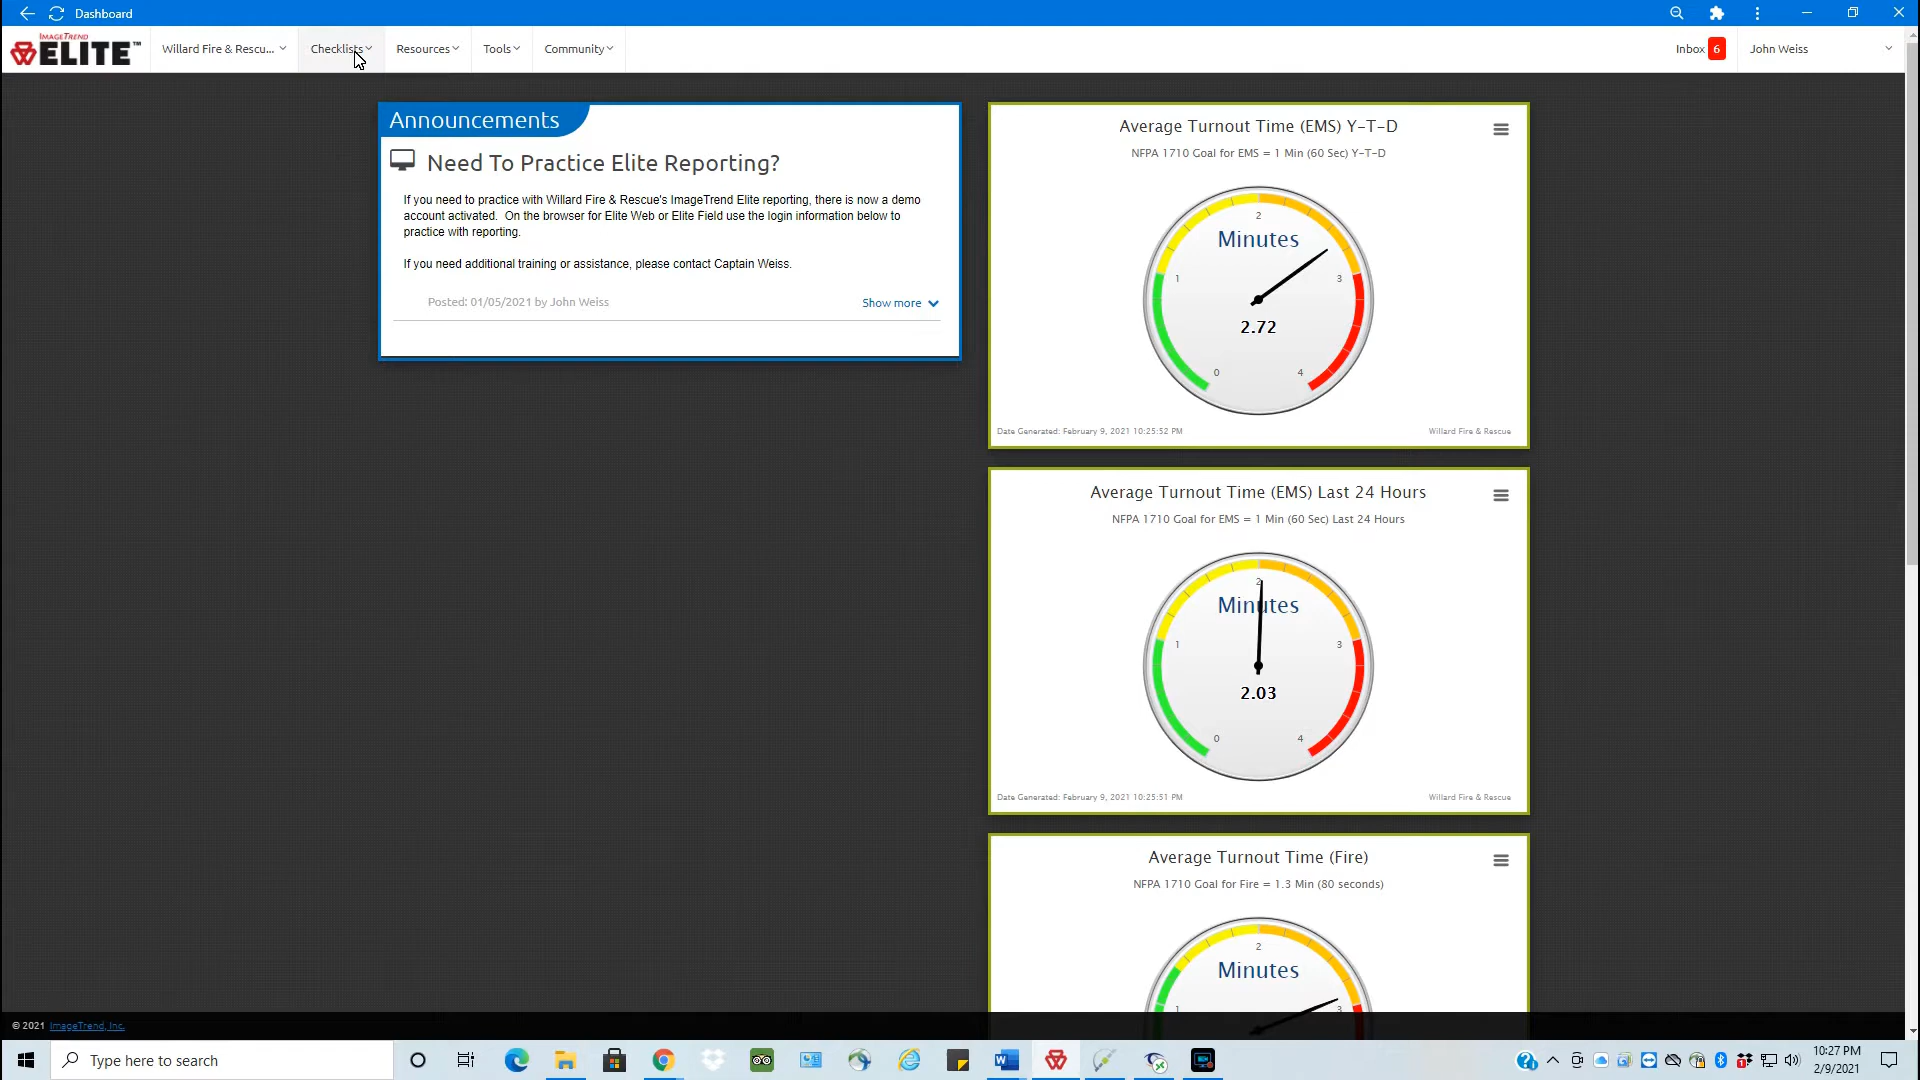 Dashboard
IMAGETREND
ELITE™
Willard Fire & Rescu...
Checklists
Resources
Tools
Community
Inbox 6
John Weiss
Announcements
Need To Practice Elite Reporting?
If you need to practice with Willard Fire & Rescue's ImageTrend Elite reporting, there is now a demo
account activated.  On the browser for Elite Web or Elite Field use the login information below to
practice with reporting.
If you need additional training or assistance, please contact Captain Weiss.
Posted: 01/05/2021 by John Weiss
Show more
Average Turnout Time (EMS) Y-T-D
NFPA 1710 Goal for EMS = 1 Min (60 Sec) Y-T-D
2
Minutes
1
3
2.72
0
4
Date Generated: February 9, 2021 10:25:52 PM
Willard Fire & Rescue
Average Turnout Time (EMS) Last 24 Hours
NFPA 1710 Goal for EMS = 1 Min (60 Sec) Last 24 Hours
2
Minutes
1
3
2.03
0
4
Date Generated: February 9, 2021 10:25:51 PM
Willard Fire & Rescue
Average Turnout Time (Fire)
NFPA 1710 Goal for Fire = 1.3 Min (80 seconds)
2
Minutes
1
3
© 2021 ImageTrend, Inc.
Type here to search
10:27 PM
2/9/2021